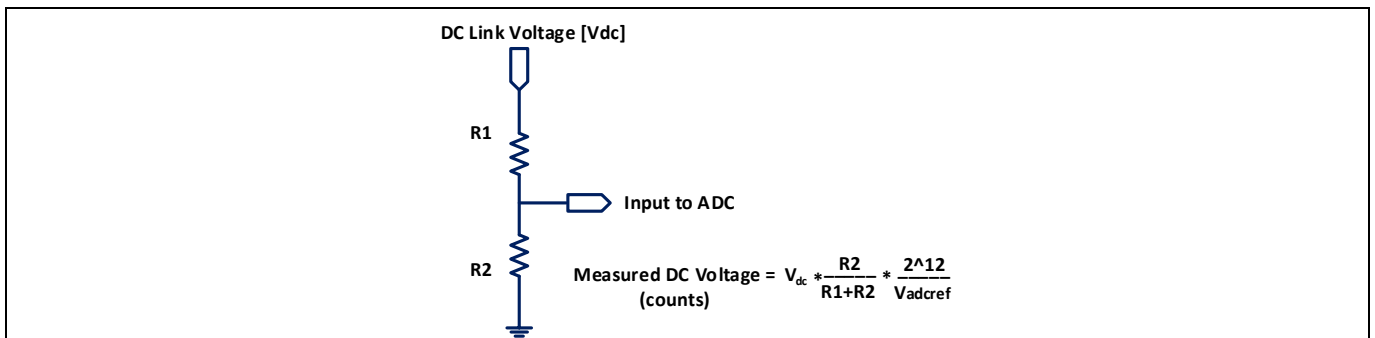 DC Link Voltage [Vdc]
R1
Input to ADC
R2
Measured DC Voltage = Vdc * R2 / R1+R2 * 2^12 / Vadcref
(counts)